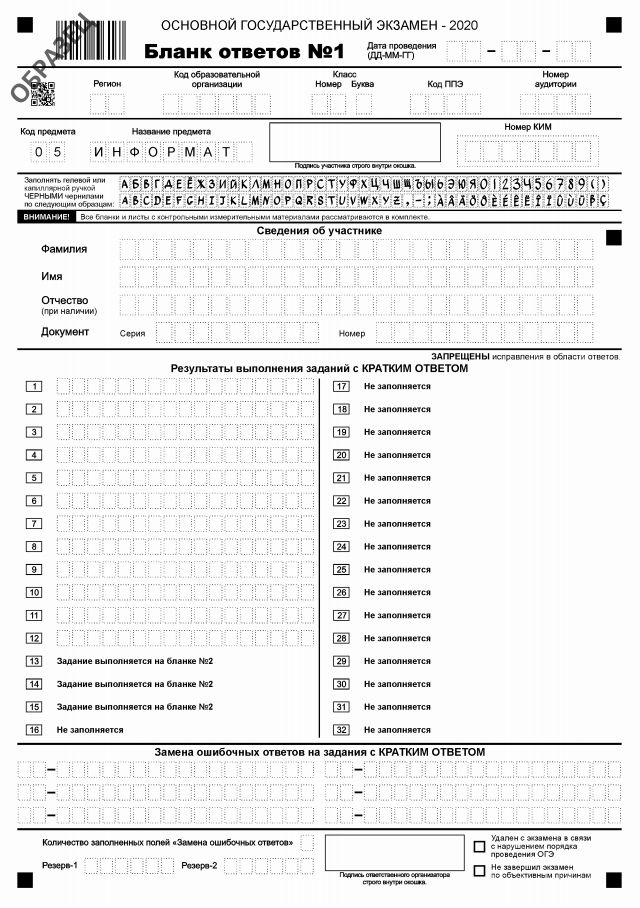 ОБРАЗЕЦ
ОСНОВНОЙ ГОСУДАРСТВЕННЫЙ ЭКЗАМЕН - 2020
Бланк ответов №1
Дата проведения
(ДД-ММ-ГГ)
– –
Регион
Код образовательной
организации
Класс
Номер Буква
Код ППЭ
Номер
аудитории
Код предмета
Название предмета
Номер КИМ
05 ИНФОРМАТ
Подпись участника строго внутри окошка.
Заполнять гелевой или
капиллярной ручкой
ЧЕРНЫМИ чернилами
по следующим образцам:
АБВГДЕЁЖЗИЙКЛМНОПРСТУФХЦЧШЩЪЫЬЭЮЯ0123456789()
ABCDEFGHIJKLMNOPQRSTUVWXYZ,-;
ВНИМАНИЕ! Все бланки и листы с контрольными измерительными материалами рассматриваются в комплекте.
Сведения об участнике
Фамилия
Имя
Отчество
(при наличии)
Документ Серия Номер
ЗАПРЕЩЕНЫ исправления в области ответов.
Результаты выполнения заданий с КРАТКИМ ОТВЕТОМ
1
2
3
4
5
6
7
8
9
10
11
12
13 Задание выполняется на бланке №2
14 Задание выполняется на бланке №2
15 Задание выполняется на бланке №2
16 Не заполняется
17 Не заполняется
18 Не заполняется
19 Не заполняется
20 Не заполняется
21 Не заполняется
22 Не заполняется
23 Не заполняется
24 Не заполняется
25 Не заполняется
26 Не заполняется
27 Не заполняется
28 Не заполняется
29 Не заполняется
30 Не заполняется
31 Не заполняется
32 Не заполняется
Замена ошибочных ответов на задания с КРАТКИМ ОТВЕТОМ
– –
– –
– –
Количество заполненных полей «Замена ошибочных ответов»
Резерв-1 Резерв-2
Подпись ответственного организатора
строго внутри окошка.
Удален с экзамена в связи
с нарушением порядка
проведения ОГЭ
Не завершил экзамен
по объективным причинам